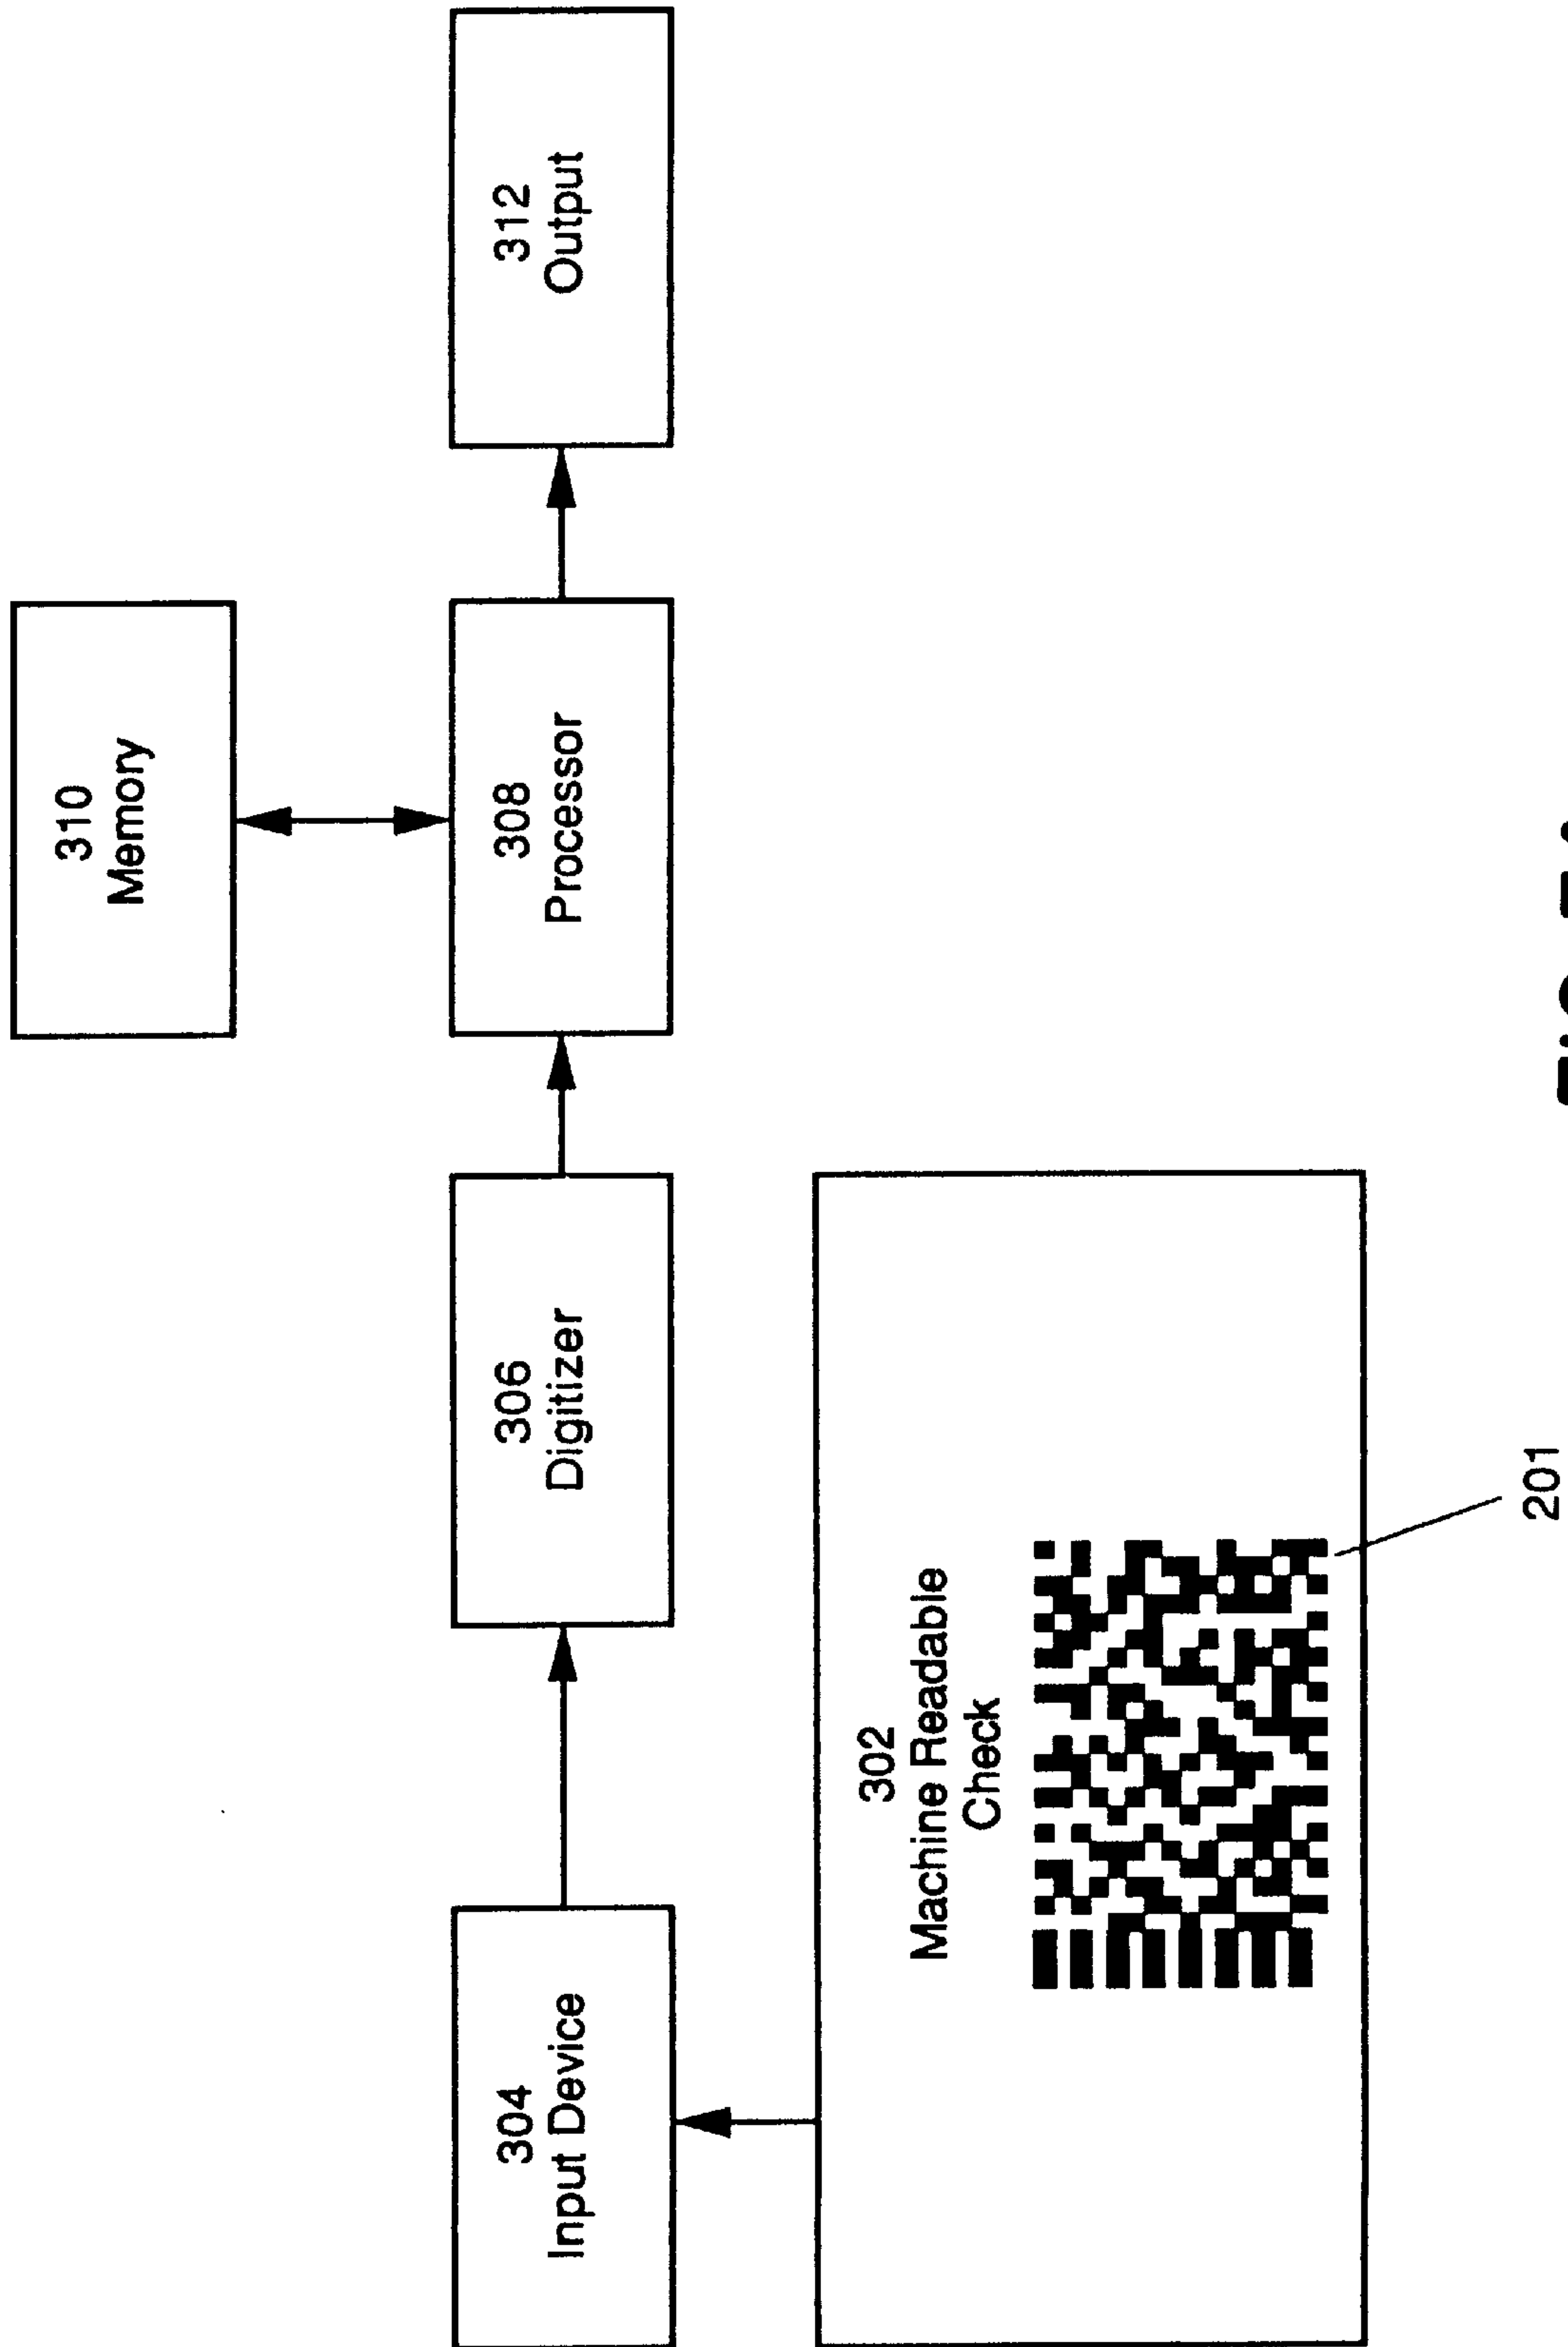 310
Memory
304
Input Device
306
Digitizer
308
Processor
312
Output
302
Machine Readable
Check
201